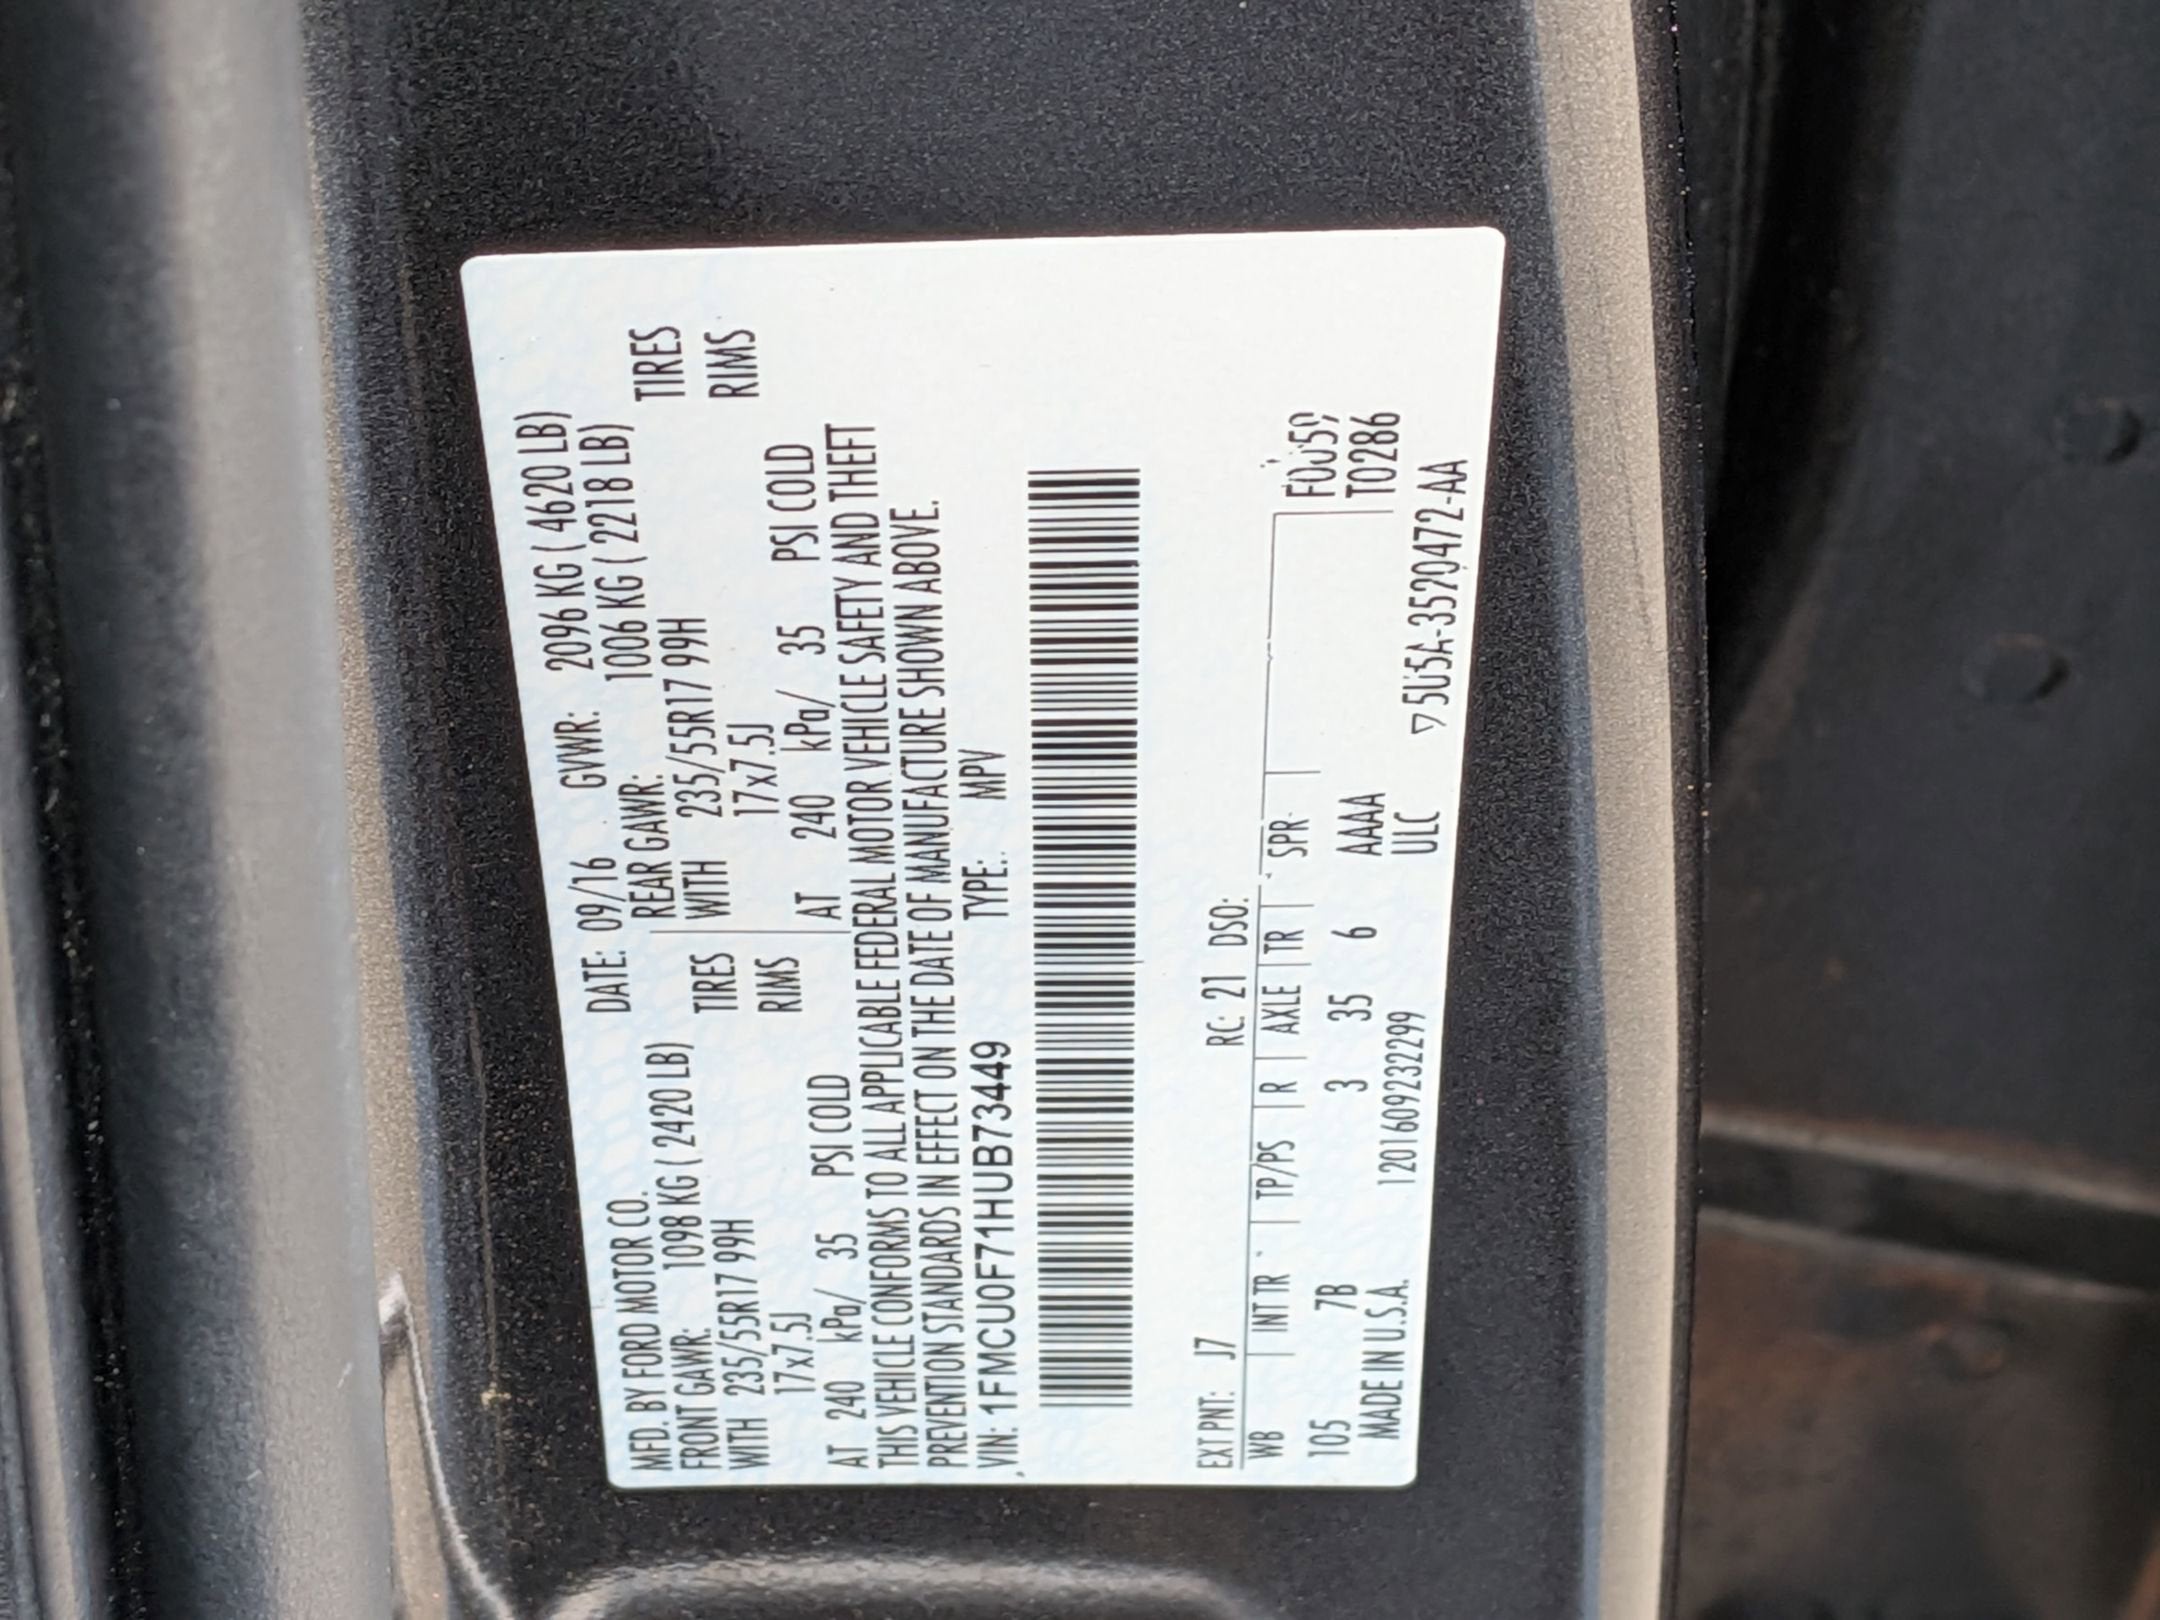 MFD. BY FORD MOTOR CO. DATE: 09/16 GVWR: 2096 KG ( 4620 LB)
FRONT GAWR: 1098 KG ( 2420 LB) REAR GAWR: 1006 KG ( 2218 LB)
WITH 235/55R17 99H TIRES WITH 235/55R17 99H TIRES
17x7.5J RIMS 17x7.5J RIMS
AT 240 kPa/ 35 PSI COLD AT 240 kPa/ 35 PSI COLD
THIS VEHICLE CONFORMS TO ALL APPLICABLE FEDERAL MOTOR VEHICLE SAFETY AND THEFT
PREVENTION STANDARDS IN EFFECT ON THE DATE OF MANUFACTURE SHOWN ABOVE.
VIN: 1FMCU0F71HUB73449 TYPE: MPV
EXT PNT: J7 RC: 21 DSO:
WB INT TR TP/PS R AXLE TR SPR F0059
105 7B 3 35 6 AAAA T0286
MADE IN U.S.A. 1201609232299 ULC ▽5U5A-3520472-AA